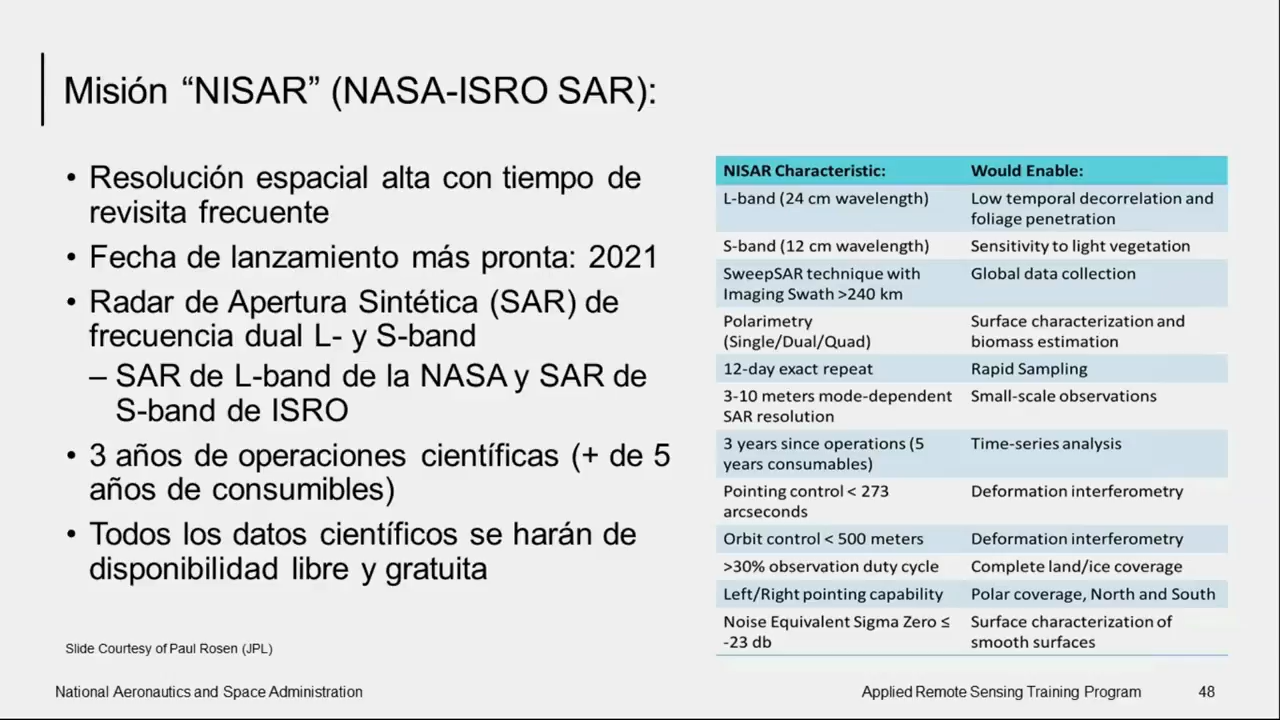 Misión “NISAR” (NASA-ISRO SAR):
• Resolución espacial alta con tiempo de
revisita frecuente
• Fecha de lanzamiento más pronta: 2021
• Radar de Apertura Sintética (SAR) de
frecuencia dual L- y S-band
– SAR de L-band de la NASA y SAR de
S-band de ISRO
• 3 años de operaciones científicas (+ de 5
años de consumibles)
• Todos los datos científicos se harán de
disponibilidad libre y gratuita
NISAR Characteristic: Would Enable:
L-band (24 cm wavelength) Low temporal decorrelation and
foliage penetration
S-band (12 cm wavelength) Sensitivity to light vegetation
SweepSAR technique with Global data collection
Imaging Swath >240 km
Polarimetry Surface characterization and
(Single/Dual/Quad) biomass estimation
12-day exact repeat Rapid Sampling
3-10 meters mode-dependent Small-scale observations
SAR resolution
3 years since operations (5 Time-series analysis
years consumables)
Pointing control < 273 Deformation interferometry
arcseconds
Orbit control < 500 meters Deformation interferometry
>30% observation duty cycle Complete land/ice coverage
Left/Right pointing capability Polar coverage, North and South
Noise Equivalent Sigma Zero ≤ Surface characterization of
-23 db smooth surfaces
Slide Courtesy of Paul Rosen (JPL)
National Aeronautics and Space Administration Applied Remote Sensing Training Program 48